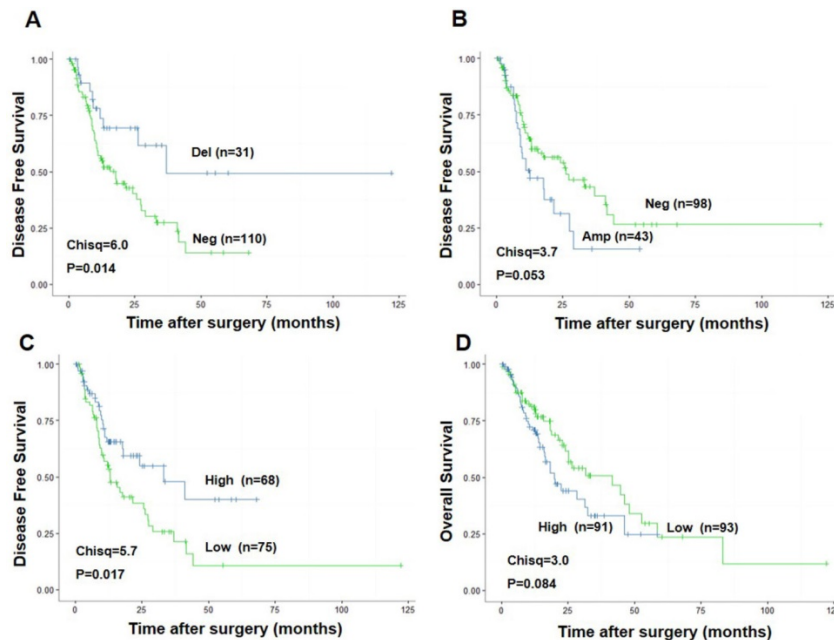 A
Disease Free Survival
1.00
0.75
0.50
0.25
0.00
Del (n=31)
Neg (n=110)
Chisq=6.0
P=0.014
0 25 50 75 100 125
Time after surgery (months)
B
Disease Free Survival
1.00
0.75
0.50
0.25
0.00
Neg (n=98)
Amp (n=43)
Chisq=3.7
P=0.053
0 25 50 75 100 125
Time after surgery (months)
C
Disease Free Survival
1.00
0.75
0.50
0.25
0.00
High (n=68)
Low (n=75)
Chisq=5.7
P=0.017
0 25 50 75 100 125
Time after surgery (months)
D
Overall Survival
1.00
0.75
0.50
0.25
0.00
High (n=91) Low (n=93)
Chisq=3.0
P=0.084
0 25 50 75 100 125
Time after surgery (months)